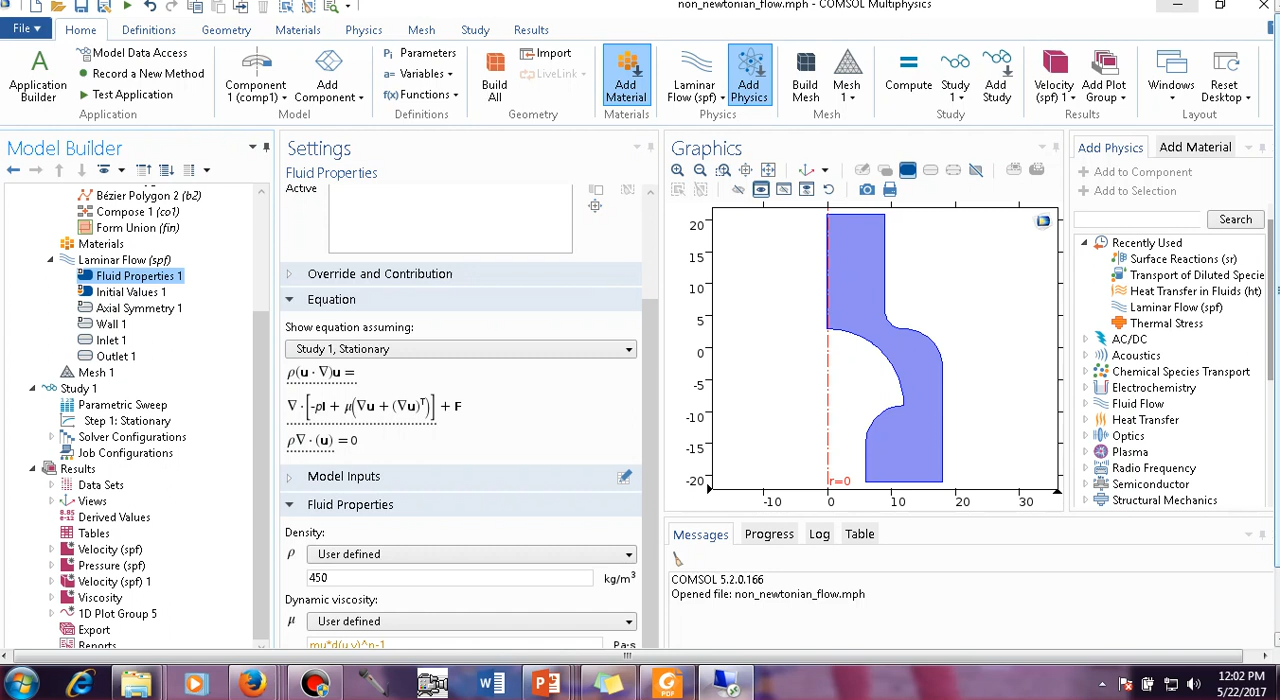 non_newtonian_flow.mph - COMSOL Multiphysics
File
Home
Definitions
Geometry
Materials
Physics
Mesh
Study
Results
Application Builder
Model Data Access
Record a New Method
Test Application
Application
Component 1 (comp1)
Add Component
Model
Pi Parameters
a= Variables
f(x) Functions
Definitions
Build All
Import
LiveLink
Geometry
Add Material
Materials
Laminar Flow (spf)
Add Physics
Physics
Build Mesh
Mesh 1
Mesh
Compute
Study 1
Add Study
Study
Velocity (spf) 1
Add Plot Group
Results
Windows
Reset Desktop
Layout
Model Builder
Bézier Polygon 2 (b2)
Compose 1 (co1)
Form Union (fin)
Materials
Laminar Flow (spf)
Fluid Properties 1
Initial Values 1
Axial Symmetry 1
Wall 1
Inlet 1
Outlet 1
Mesh 1
Study 1
Parametric Sweep
Step 1: Stationary
Solver Configurations
Job Configurations
Results
Data Sets
Views
8.85
e-12
Derived Values
Tables
Velocity (spf)
Pressure (spf)
Velocity (spf) 1
Viscosity
1D Plot Group 5
Export
Reports
Settings
Fluid Properties
Active
Override and Contribution
Equation
Show equation assuming:
Study 1, Stationary
ρ(u · ∇)u =
∇ · [-pI + μ(∇u + (∇u)ᵀ)] + F
ρ∇ · (u) = 0
Model Inputs
Fluid Properties
Density:
ρ User defined
450 kg/m³
Dynamic viscosity:
μ User defined
mu*d(u,y)^n-1 Pa·s
Graphics
20
15
10
5
0
-5
-10
-15
-20
r=0
-10 0 10 20 30
Messages
Progress
Log
Table
COMSOL 5.2.0.166
Opened file: non_newtonian_flow.mph
Add Physics
Add Material
Add to Component
Add to Selection
Search
Recently Used
Surface Reactions (sr)
Transport of Diluted Specie
Heat Transfer in Fluids (ht)
Laminar Flow (spf)
Thermal Stress
AC/DC
Acoustics
Chemical Species Transport
Electrochemistry
Fluid Flow
Heat Transfer
Optics
Plasma
Radio Frequency
Semiconductor
Structural Mechanics
PDF
12:02 PM
5/22/2017